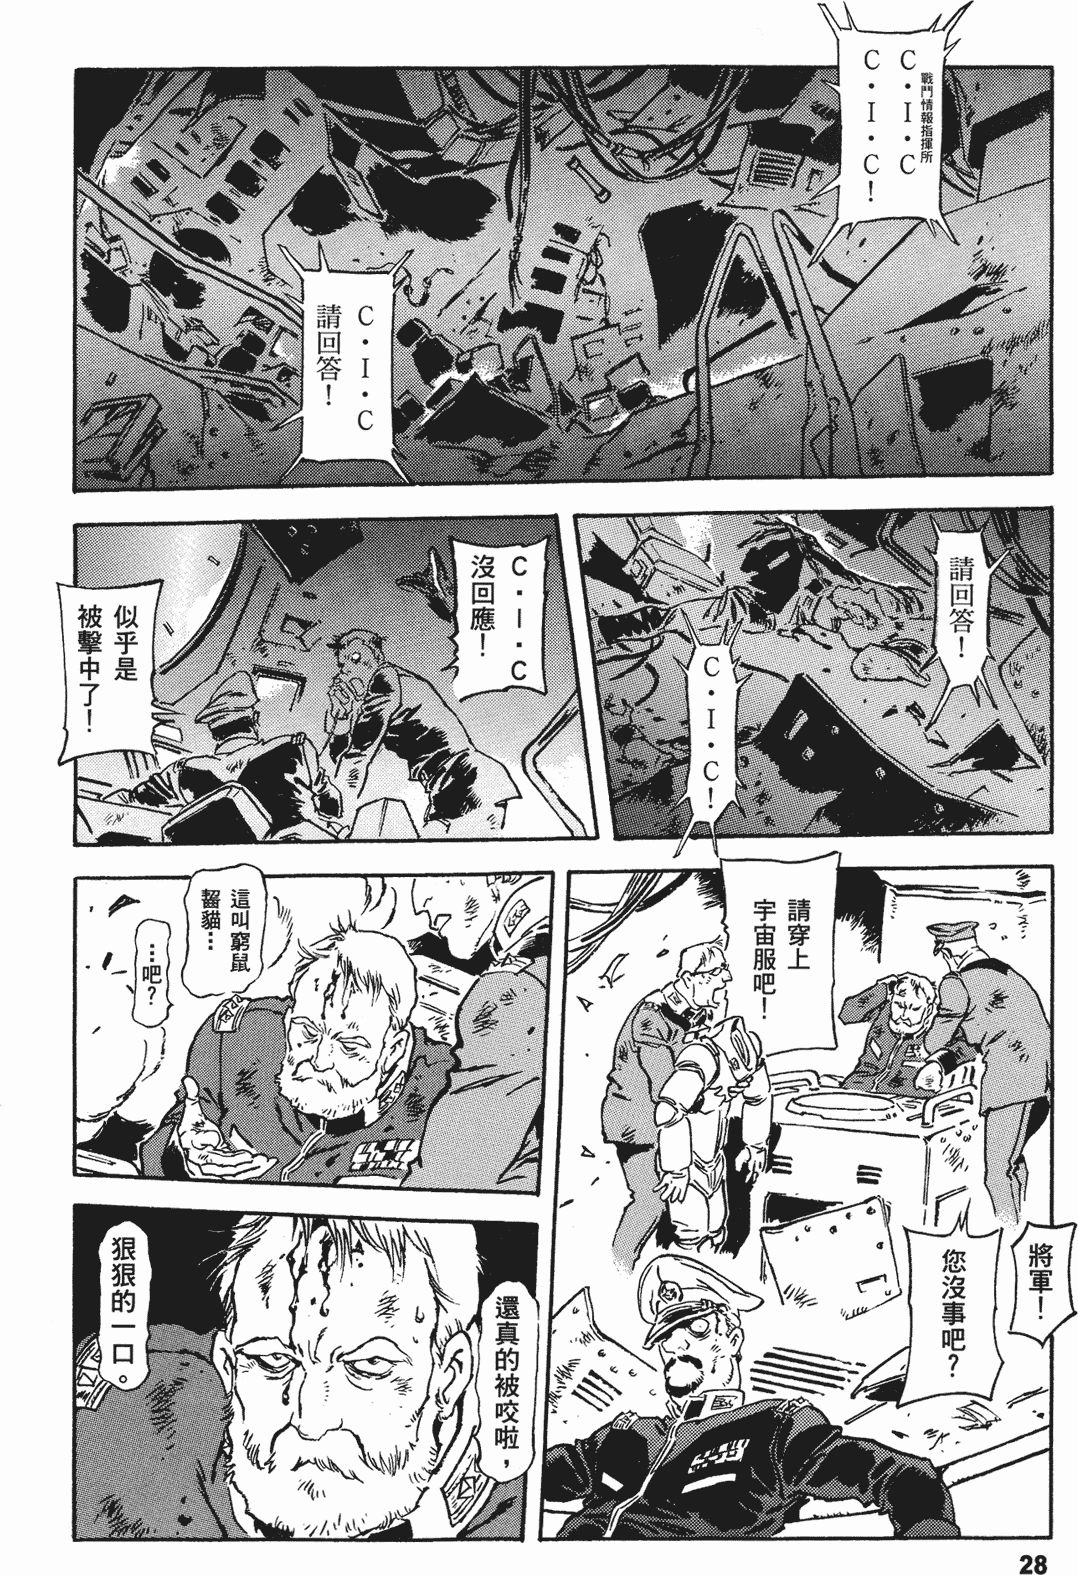 C・I・C
戰鬥情報指揮所
C・I・C！
C・I・C
請回答！
請回答！
C・I・C！
C・I・C
沒回應！
似乎是
被擊中了！
請穿上
宇宙服吧！
將軍！
您沒事吧？
這叫窮鼠
齧貓…
…吧？
還真的被咬啦，
狠狠的一口。
28